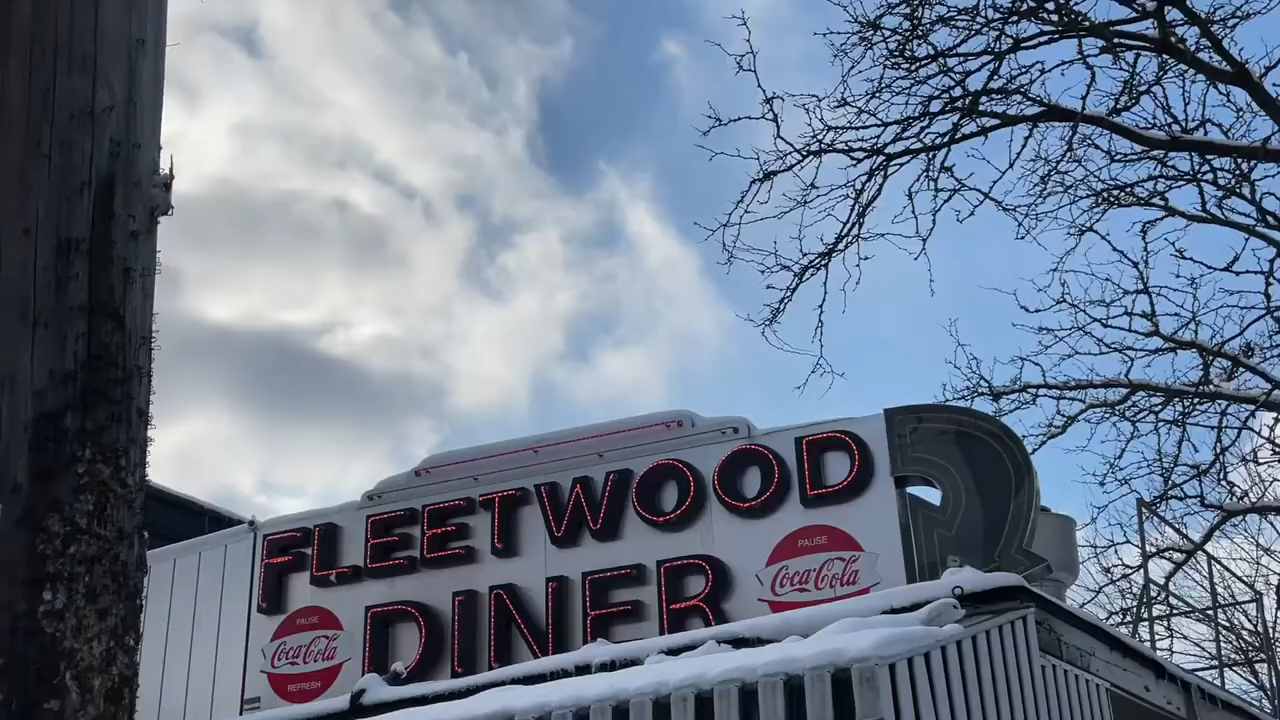 FLEETWOOD
DINER
PAUSE
Coca-Cola
REFRESH
PAUSE
Coca-Cola
R